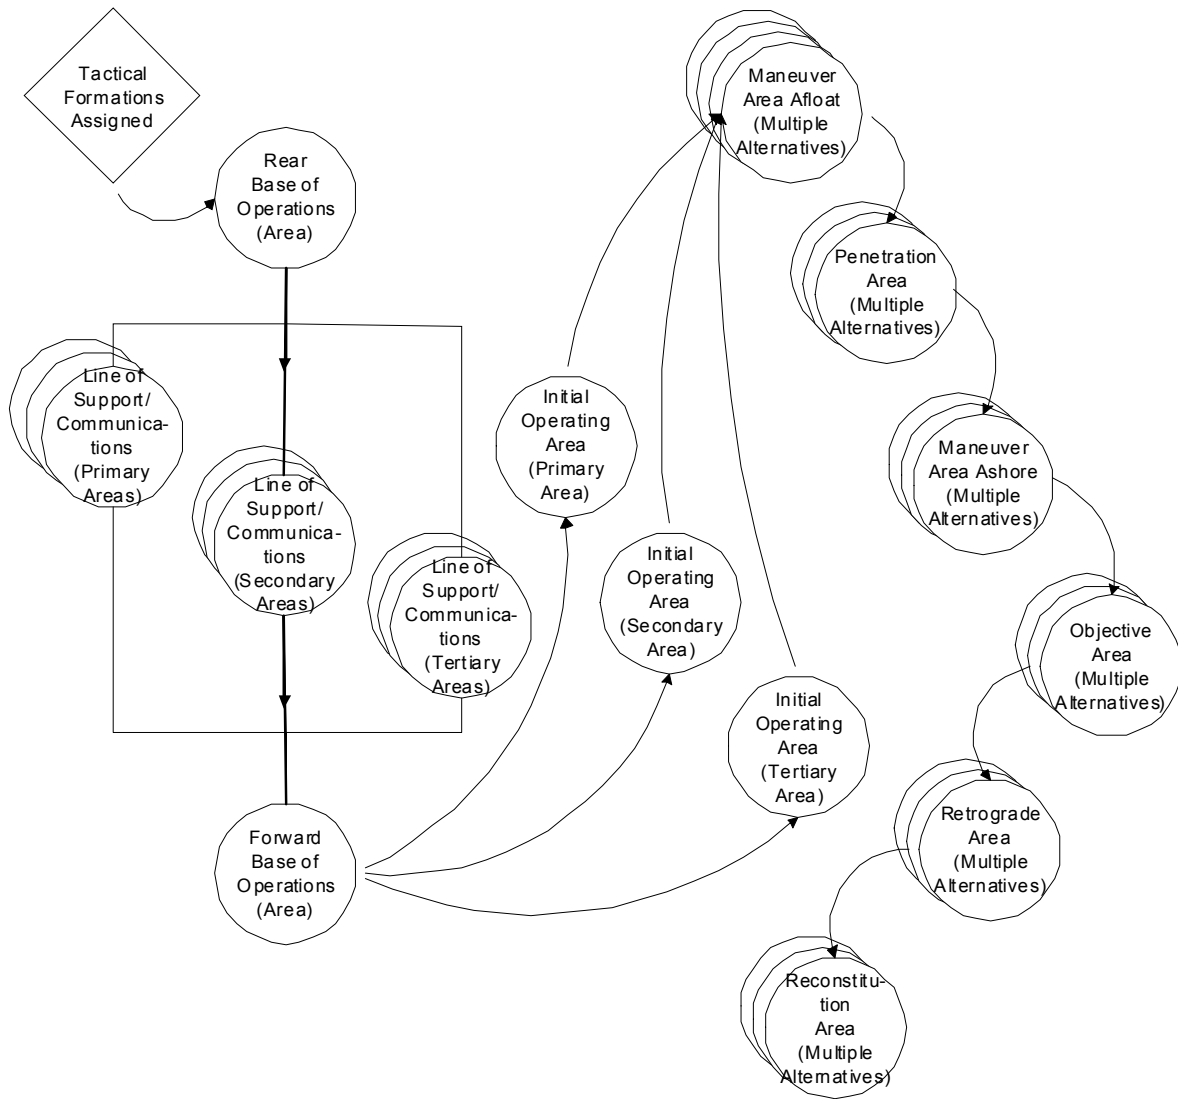 Tactical
Formations
Assigned
Rear
Base of
Operations
(Area)
Line of
Support/
Communica-
tions
(Primary
Areas)
Line of
Support/
Communica-
tions
(Secondary
Areas)
Line of
Support/
Communica-
tions
(Tertiary
Areas)
Forward
Base of
Operations
(Area)
Initial
Operating
Area
(Primary
Area)
Initial
Operating
Area
(Secondary
Area)
Initial
Operating
Area
(Tertiary
Area)
Maneuver
Area Afloat
(Multiple
Alternatives)
Penetration
Area
(Multiple
Alternatives)
Maneuver
Area Ashore
(Multiple
Alternatives)
Objective
Area
(Multiple
Alternatives)
Retrograde
Area
(Multiple
Alternatives)
Reconstitu-
tion
Area
(Multiple
Alternatives)